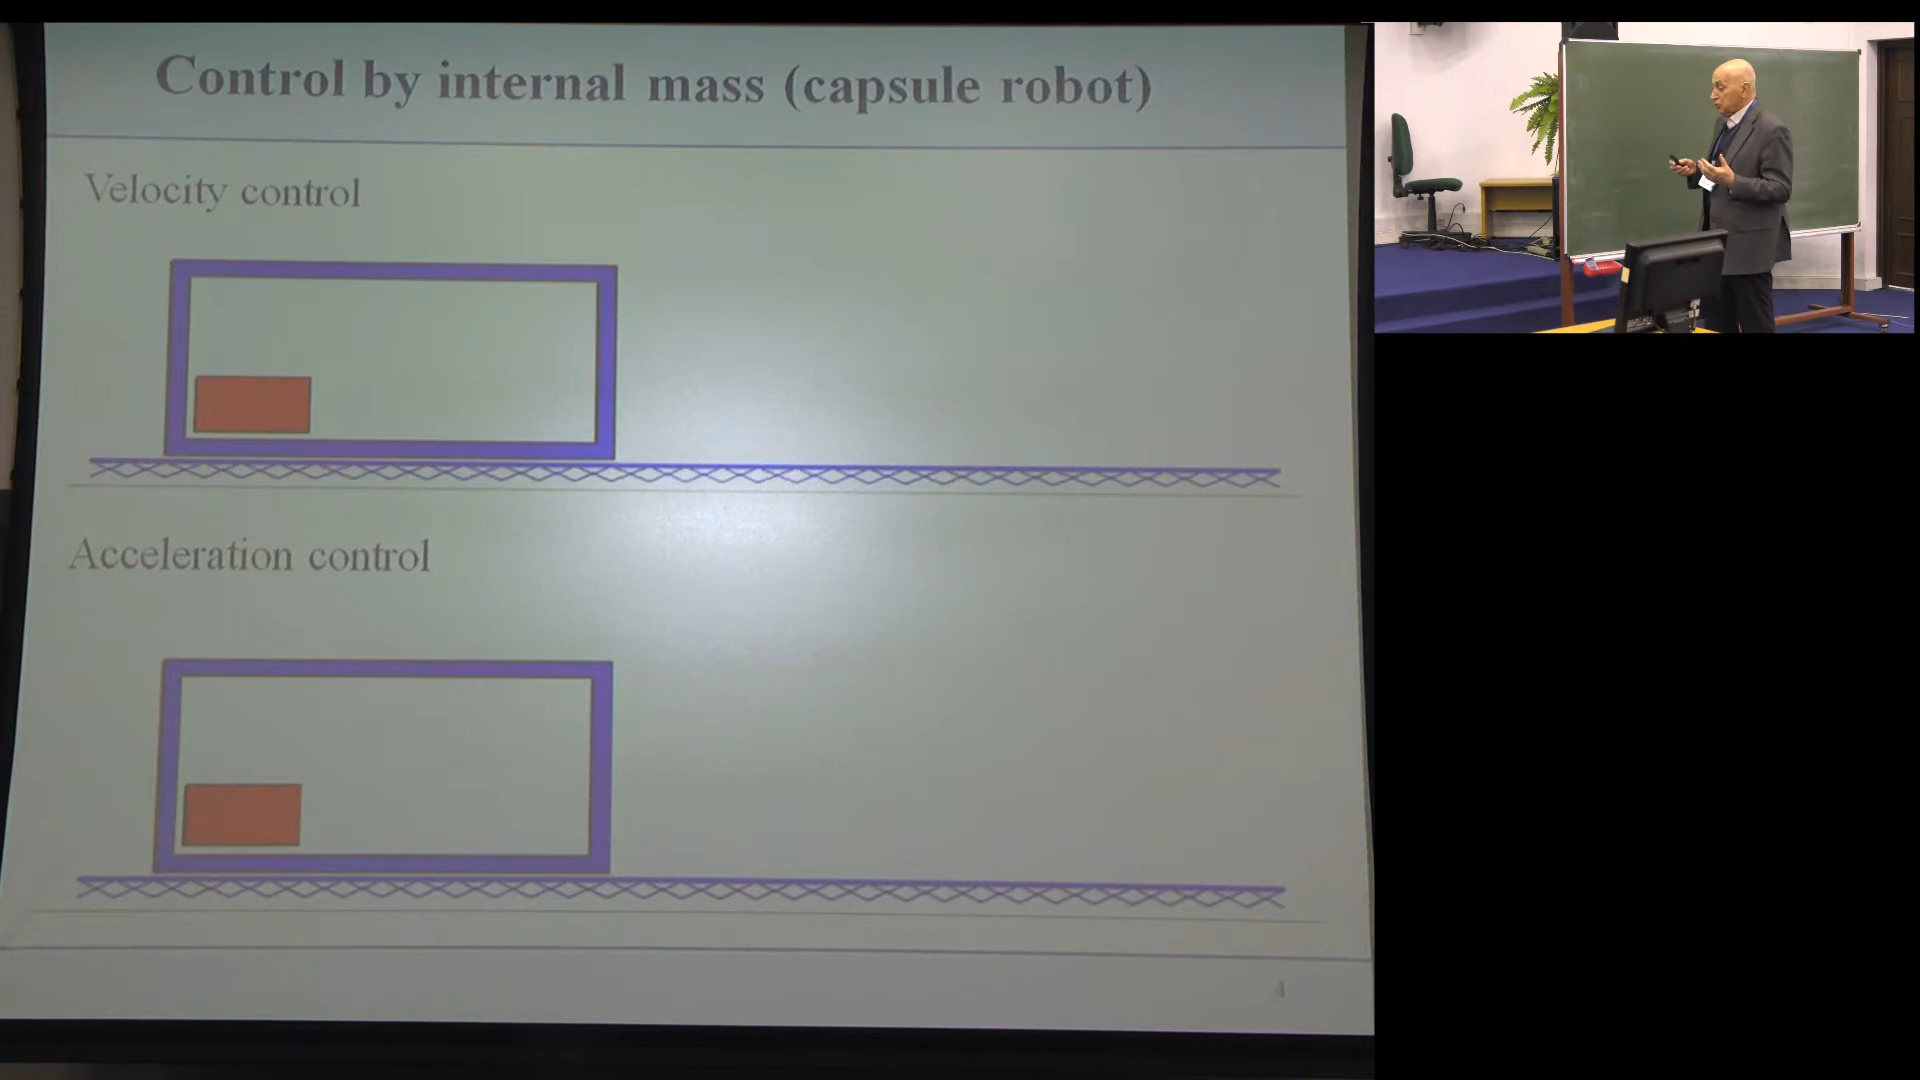 Control by internal mass (capsule robot)
Velocity control
Acceleration control
4